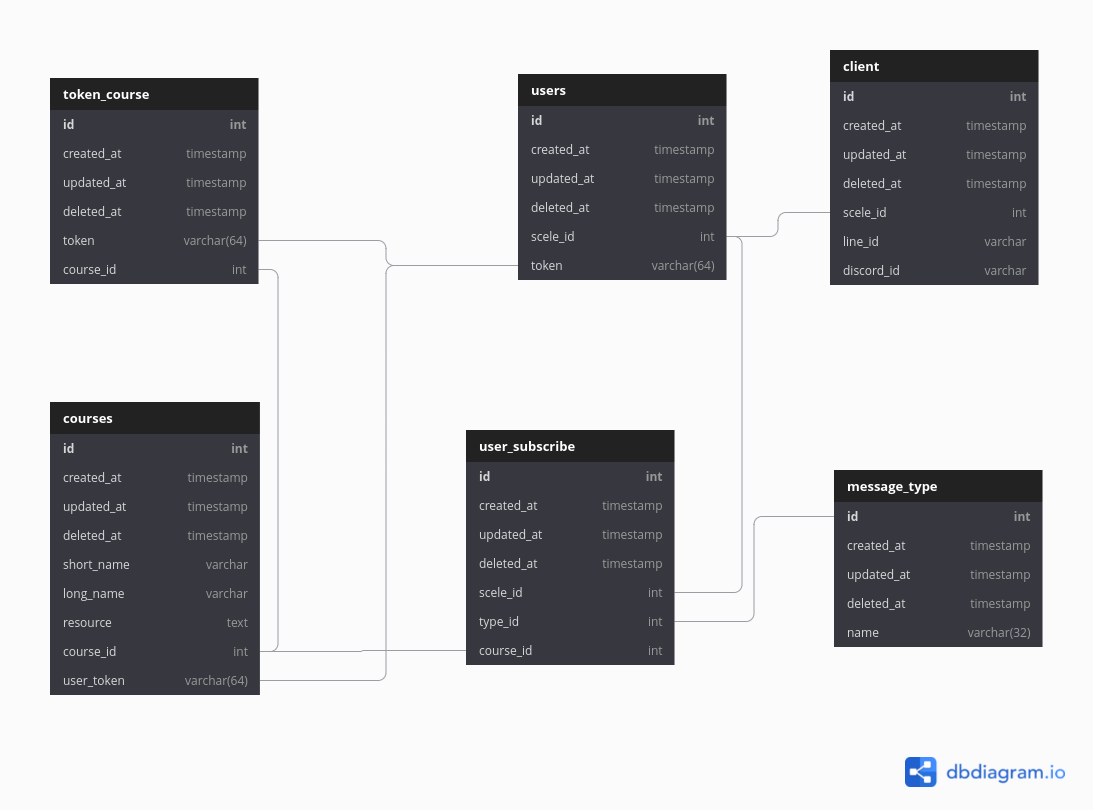 token_course
id int
created_at timestamp
updated_at timestamp
deleted_at timestamp
token varchar(64)
course_id int
users
id int
created_at timestamp
updated_at timestamp
deleted_at timestamp
scele_id int
token varchar(64)
client
id int
created_at timestamp
updated_at timestamp
deleted_at timestamp
scele_id int
line_id varchar
discord_id varchar
courses
id int
created_at timestamp
updated_at timestamp
deleted_at timestamp
short_name varchar
long_name varchar
resource text
course_id int
user_token varchar(64)
user_subscribe
id int
created_at timestamp
updated_at timestamp
deleted_at timestamp
scele_id int
type_id int
course_id int
message_type
id int
created_at timestamp
updated_at timestamp
deleted_at timestamp
name varchar(32)
dbdiagram.io